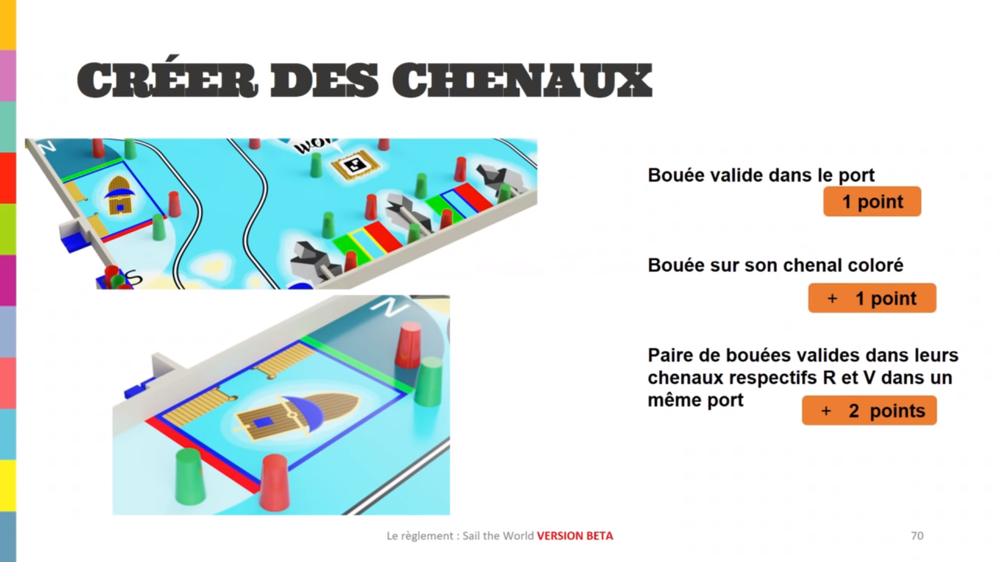 CRÉER DES CHENAUX
N
WOR
S
N
Bouée valide dans le port
1 point
Bouée sur son chenal coloré
+ 1 point
Paire de bouées valides dans leurs
chenaux respectifs R et V dans un
même port
+ 2 points
Le règlement : Sail the World VERSION BETA
70